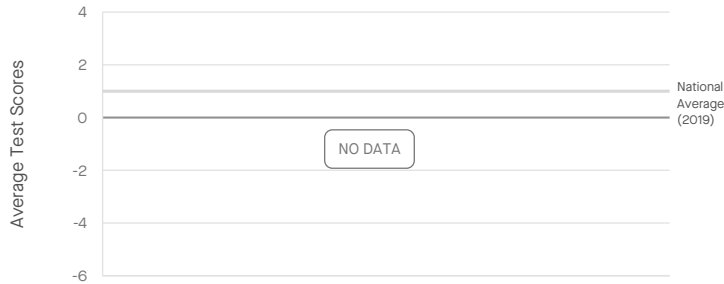 4
2
0
-2
-4
-6
Average Test Scores
National
Average
(2019)
NO DATA